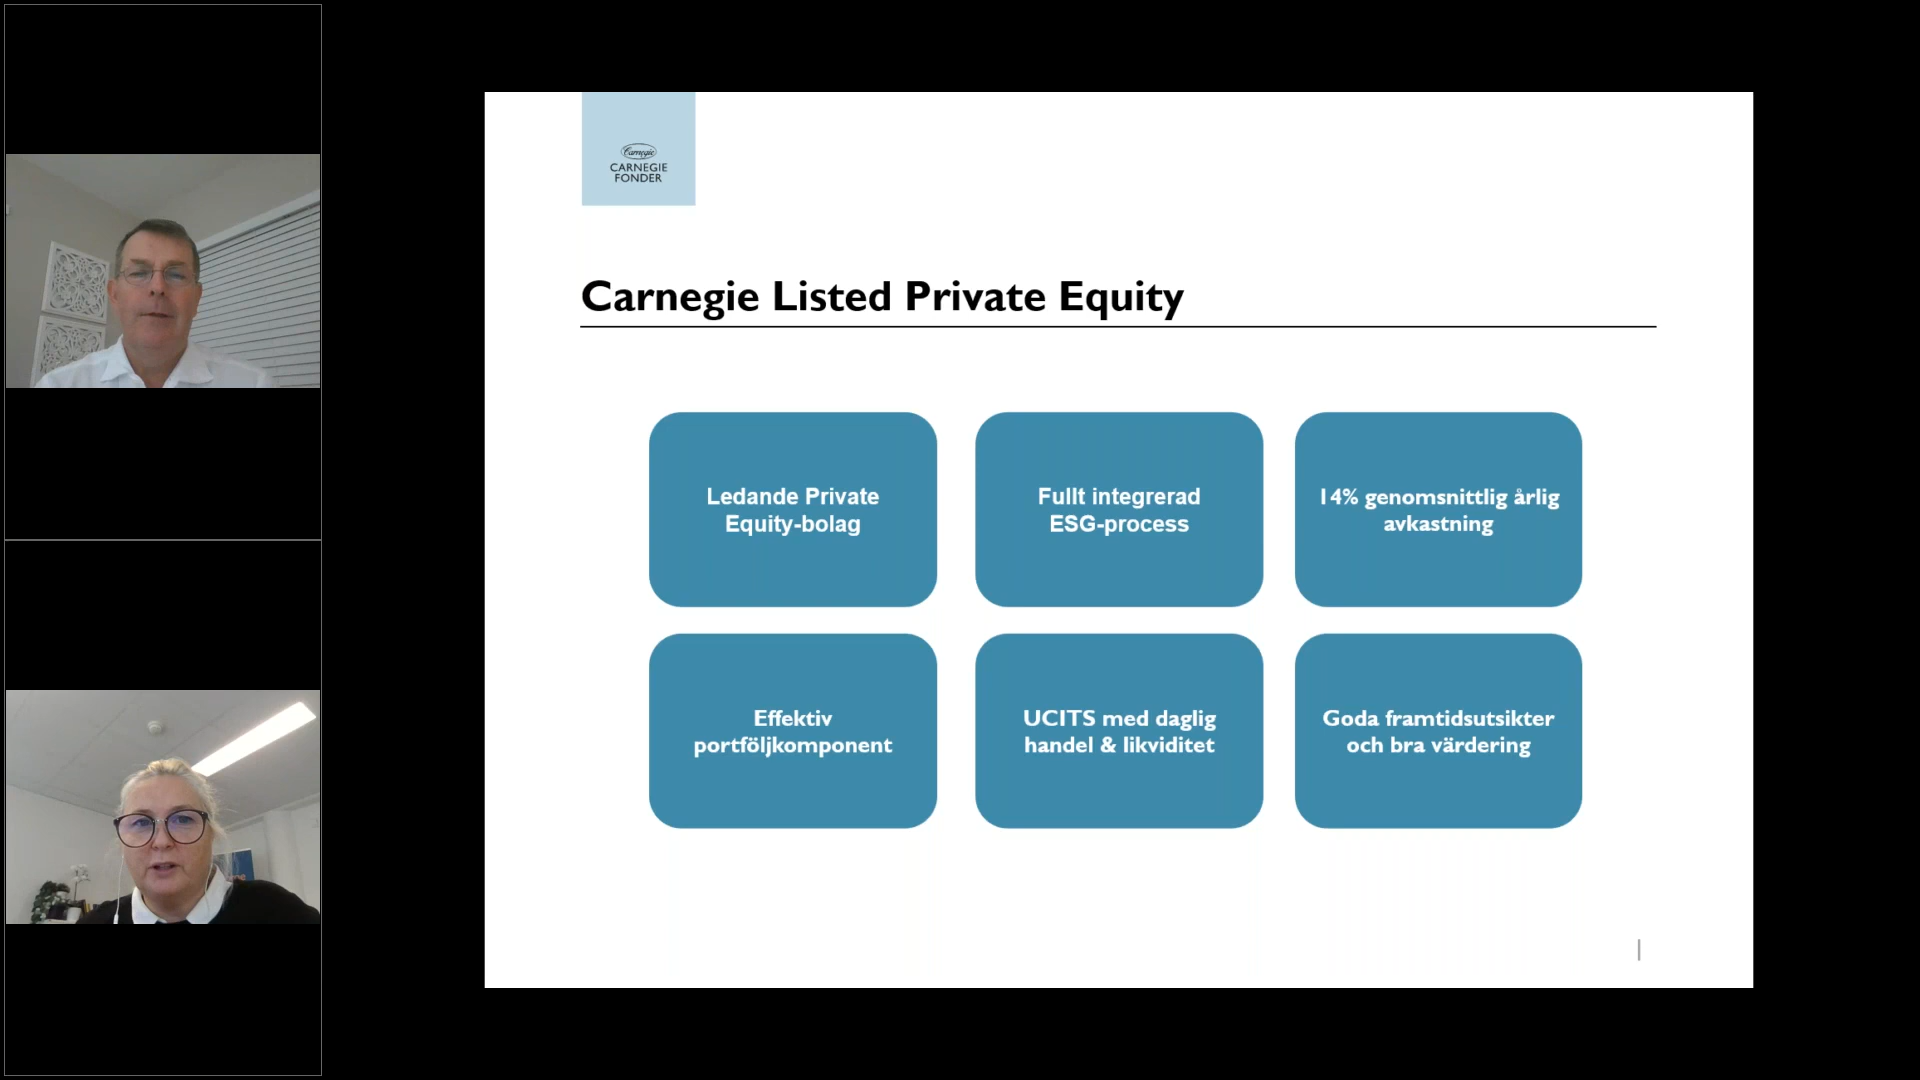 Carnegie
CARNEGIE
FONDER
Carnegie Listed Private Equity
Ledande Private
Equity-bolag
Fullt integrerad
ESG-process
14% genomsnittlig årlig
avkastning
Effektiv
portföljkomponent
UCITS med daglig
handel & likviditet
Goda framtidsutsikter
och bra värdering